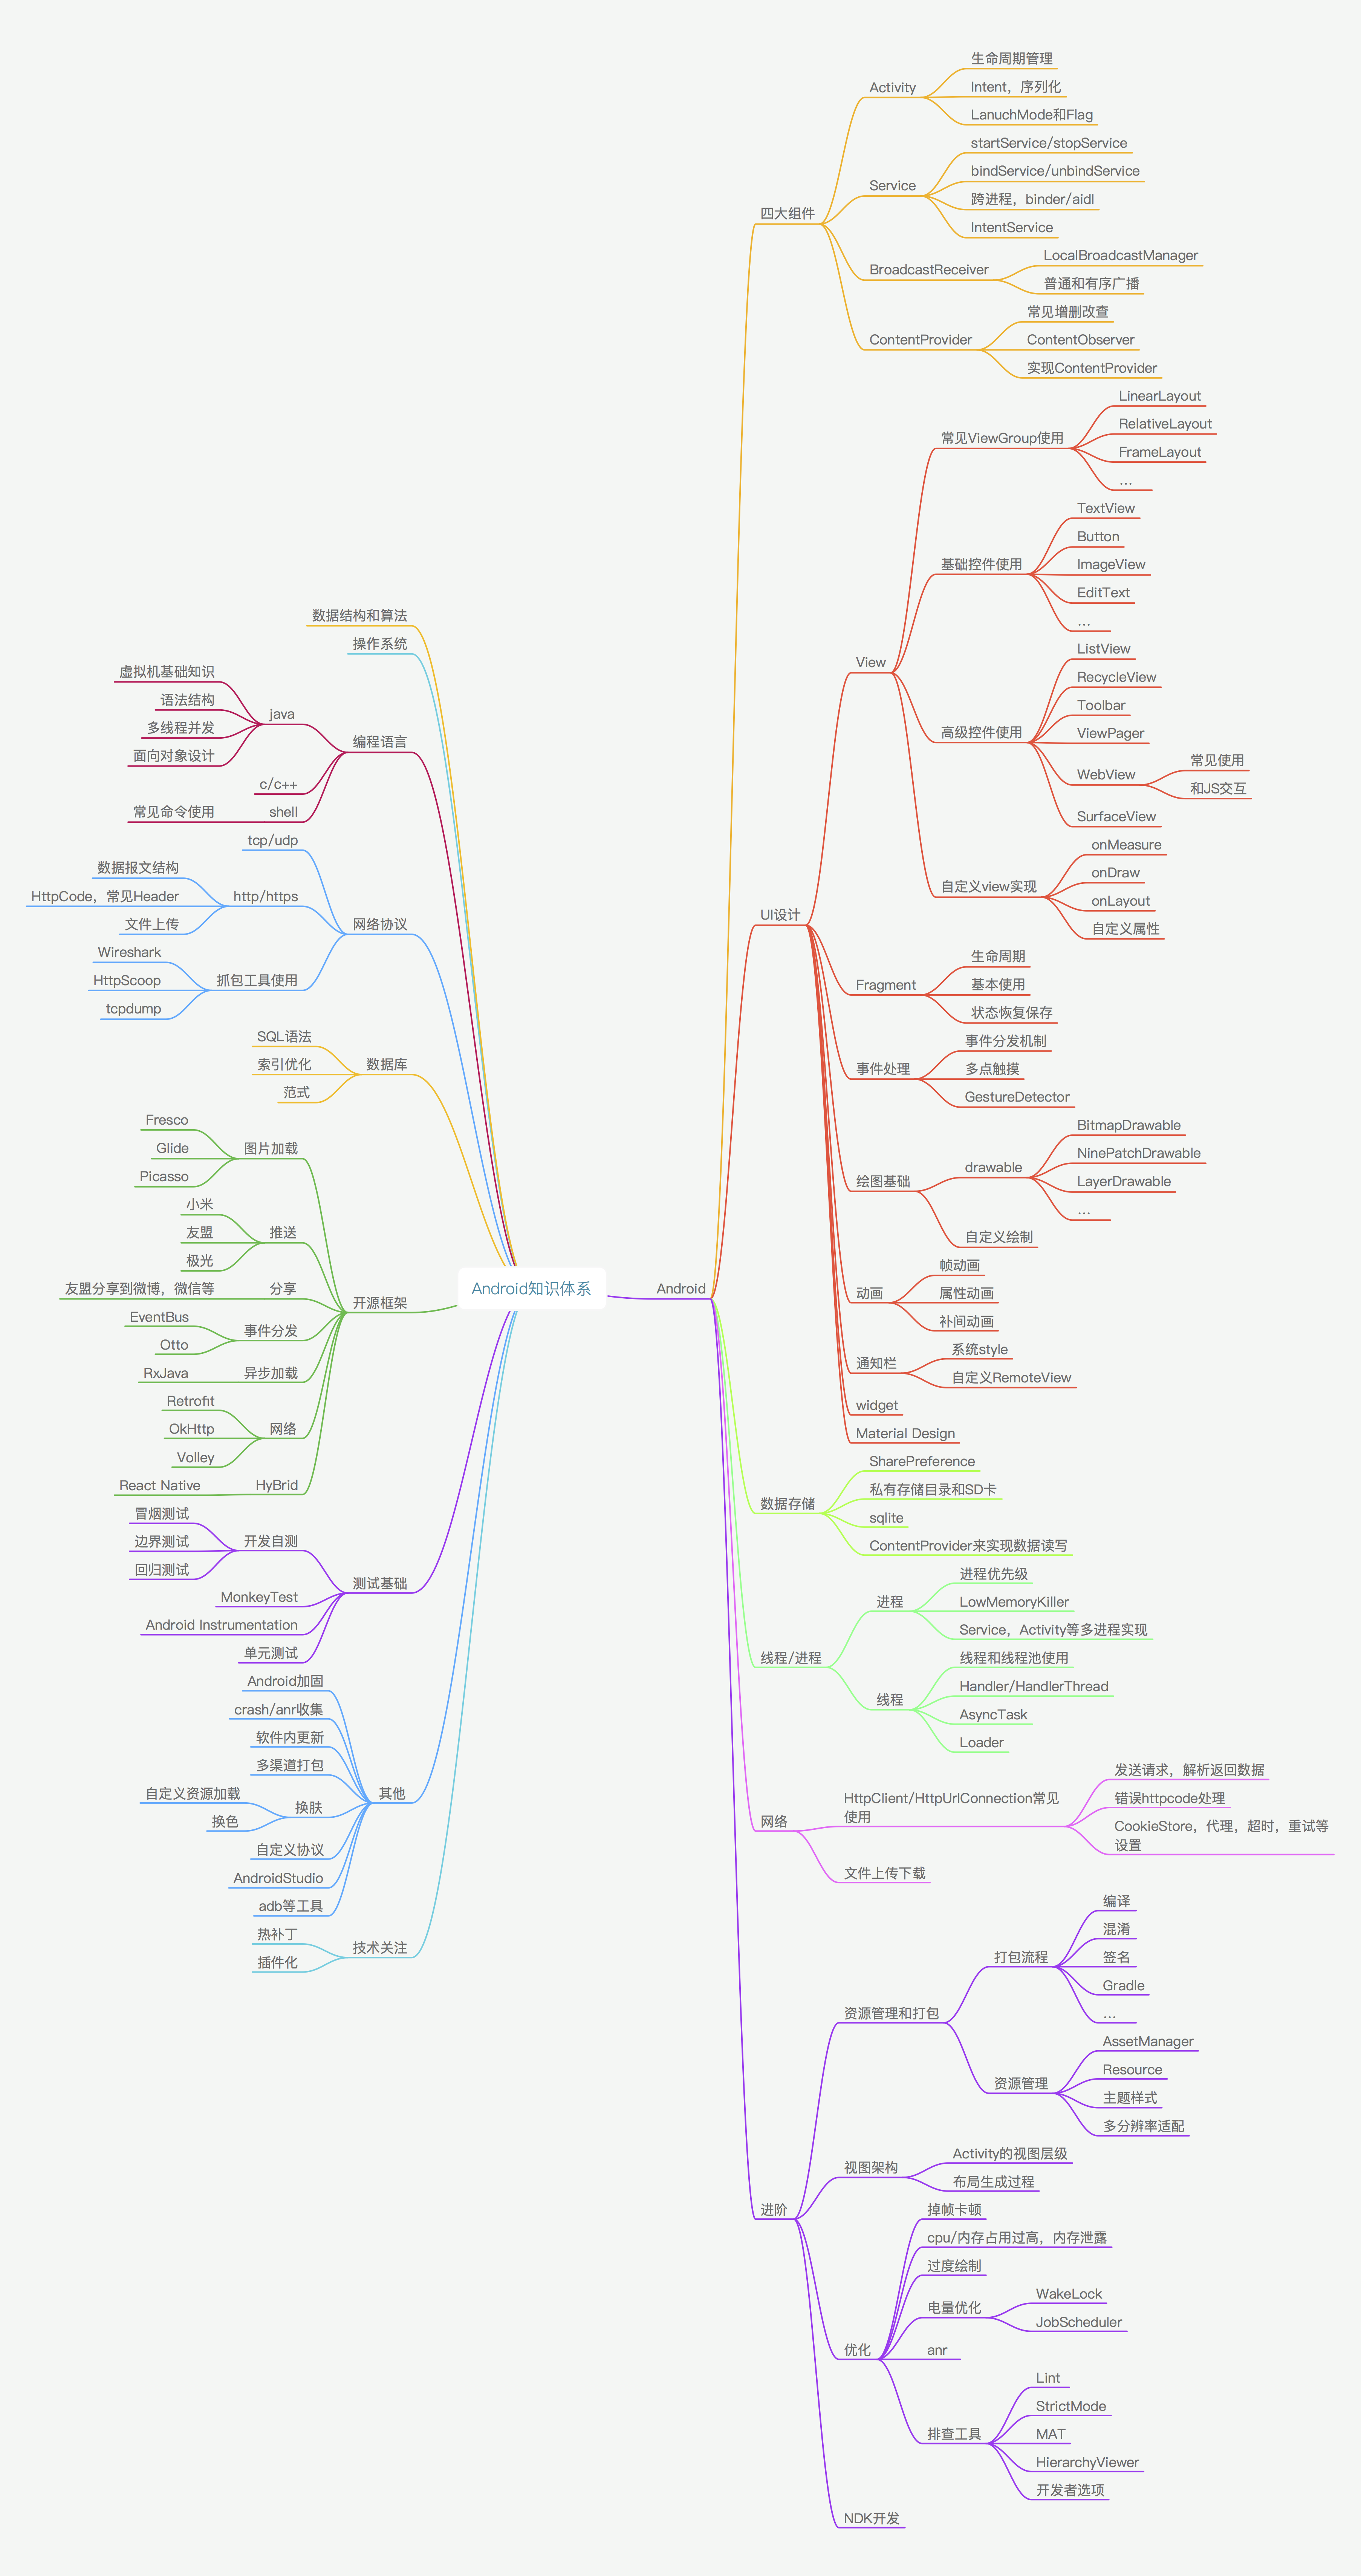 Android知识体系
数据结构和算法
操作系统
编程语言
java
虚拟机基础知识
语法结构
多线程并发
面向对象设计
c/c++
shell
常见命令使用
网络协议
tcp/udp
http/https
数据报文结构
HttpCode，常见Header
文件上传
抓包工具使用
Wireshark
HttpScoop
tcpdump
数据库
SQL语法
索引优化
范式
开源框架
图片加载
Fresco
Glide
Picasso
推送
小米
友盟
极光
分享
友盟分享到微博，微信等
事件分发
EventBus
Otto
异步加载
RxJava
网络
Retrofit
OkHttp
Volley
HyBrid
React Native
测试基础
开发自测
冒烟测试
边界测试
回归测试
MonkeyTest
Android Instrumentation
单元测试
其他
Android加固
crash/anr收集
软件内更新
多渠道打包
换肤
自定义资源加载
换色
自定义协议
AndroidStudio
adb等工具
技术关注
热补丁
插件化
Android
四大组件
Activity
生命周期管理
Intent，序列化
LanuchMode和Flag
Service
startService/stopService
bindService/unbindService
跨进程，binder/aidl
IntentService
BroadcastReceiver
LocalBroadcastManager
普通和有序广播
ContentProvider
常见增删改查
ContentObserver
实现ContentProvider
UI设计
View
常见ViewGroup使用
LinearLayout
RelativeLayout
FrameLayout
...
基础控件使用
TextView
Button
ImageView
EditText
...
高级控件使用
ListView
RecycleView
Toolbar
ViewPager
WebView
常见使用
和JS交互
SurfaceView
自定义view实现
onMeasure
onDraw
onLayout
自定义属性
Fragment
生命周期
基本使用
状态恢复保存
事件处理
事件分发机制
多点触摸
GestureDetector
绘图基础
drawable
BitmapDrawable
NinePatchDrawable
LayerDrawable
...
自定义绘制
动画
帧动画
属性动画
补间动画
通知栏
系统style
自定义RemoteView
widget
Material Design
数据存储
SharePreference
私有存储目录和SD卡
sqlite
ContentProvider来实现数据读写
线程/进程
进程
进程优先级
LowMemoryKiller
Service，Activity等多进程实现
线程
线程和线程池使用
Handler/HandlerThread
AsyncTask
Loader
网络
HttpClient/HttpUrlConnection常见
使用
发送请求，解析返回数据
错误httpcode处理
CookieStore，代理，超时，重试等
设置
文件上传下载
进阶
资源管理和打包
打包流程
编译
混淆
签名
Gradle
...
资源管理
AssetManager
Resource
主题样式
多分辨率适配
视图架构
Activity的视图层级
布局生成过程
优化
掉帧卡顿
cpu/内存占用过高，内存泄露
过度绘制
电量优化
WakeLock
JobScheduler
anr
排查工具
Lint
StrictMode
MAT
HierarchyViewer
开发者选项
NDK开发